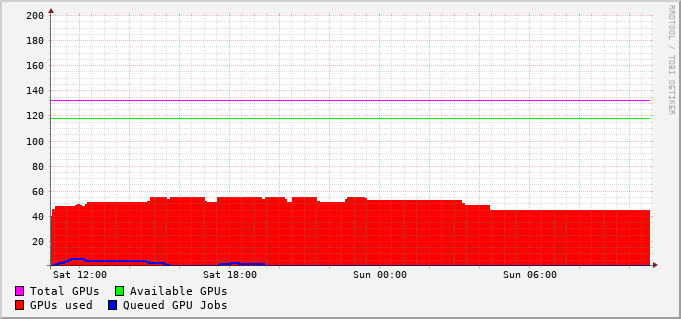 200
180
160
140
120
100
80
60
40
20
Sat 12:00 Sat 18:00 Sun 00:00 Sun 06:00
Total GPUs Available GPUs
GPUs used Queued GPU Jobs
RRDTOOL / TOBI OETIKER